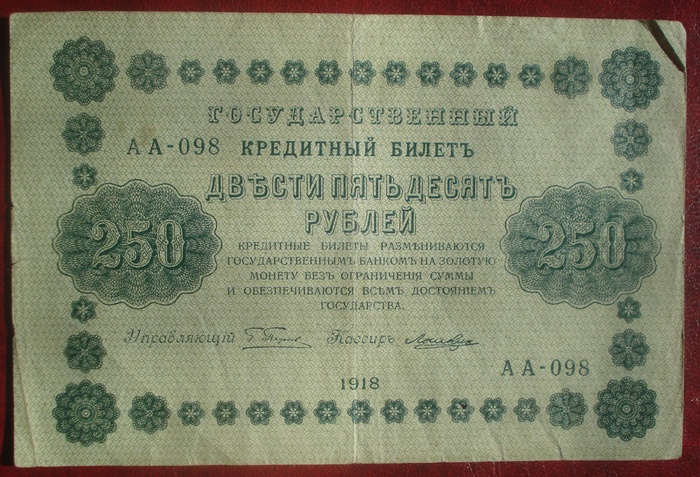 ГОСУДАРСТВЕННЫЙ
АА-098 КРЕДИТНЫЙ БИЛЕТЪ
ДВѢСТИ ПЯТЬДЕСЯТЪ
РУБЛЕЙ
250 250
КРЕДИТНЫЕ БИЛЕТЫ РАЗМѢНИВАЮТСЯ
ГОСУДАРСТВЕННЫМЪ БАНКОМЪ НА ЗОЛОТУЮ
МОНЕТУ БЕЗЪ ОГРАНИЧЕНІЯ СУММЫ
И ОБЕЗПЕЧИВАЮТСЯ ВСѢМЪ ДОСТОЯНІЕМЪ
ГОСУДАРСТВА.
Управляющій Кассиръ
АА-098
1918